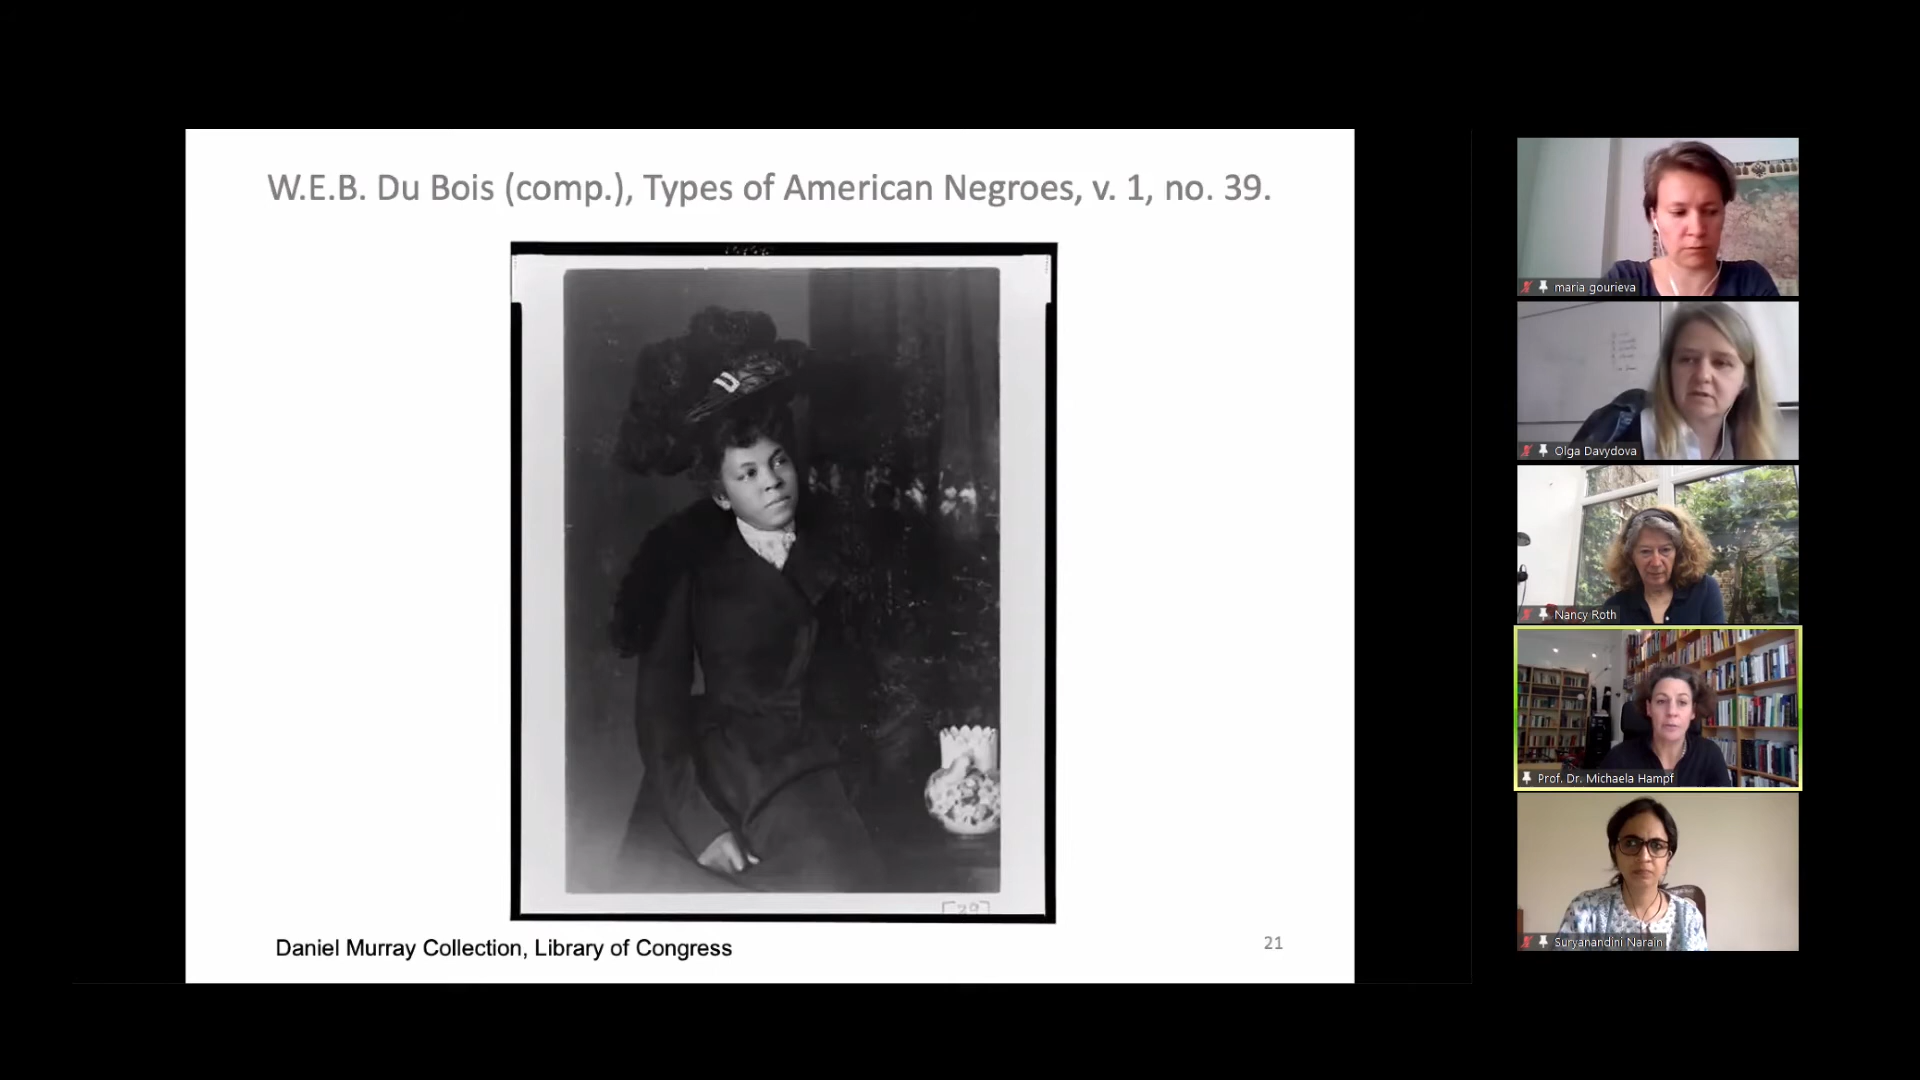 W.E.B. Du Bois (comp.), Types of American Negroes, v. 1, no. 39.
U
Daniel Murray Collection, Library of Congress
21
maria gourieva
Olga Davydova
Nancy Roth
Prof. Dr. Michaela Hampf
Suryanandini Narain